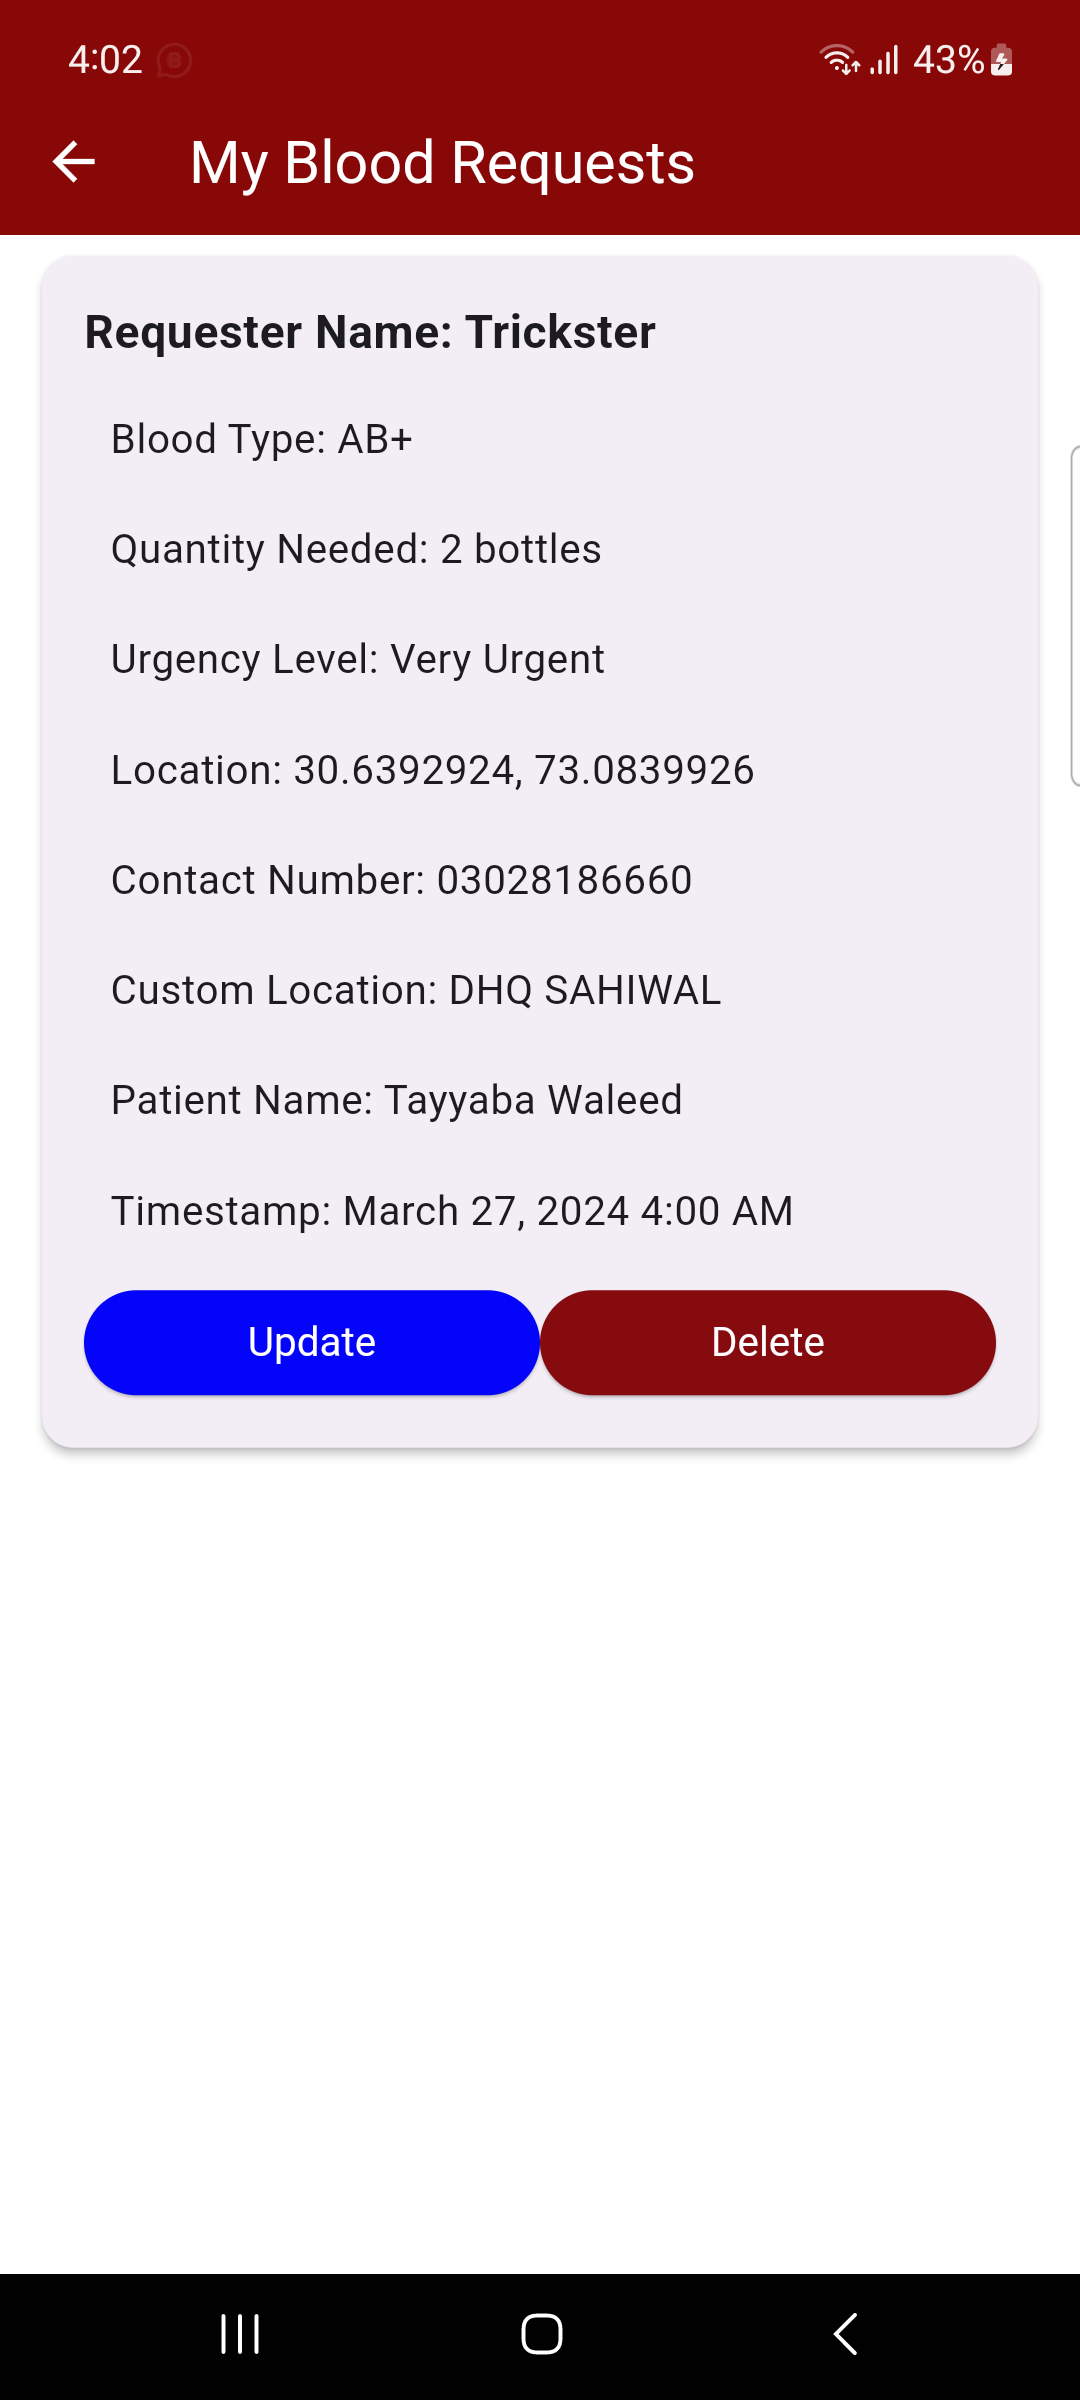 4:02
43%
My Blood Requests
Requester Name: Trickster
Blood Type: AB+
Quantity Needed: 2 bottles
Urgency Level: Very Urgent
Location: 30.6392924, 73.0839926
Contact Number: 03028186660
Custom Location: DHQ SAHIWAL
Patient Name: Tayyaba Waleed
Timestamp: March 27, 2024 4:00 AM
Update
Delete